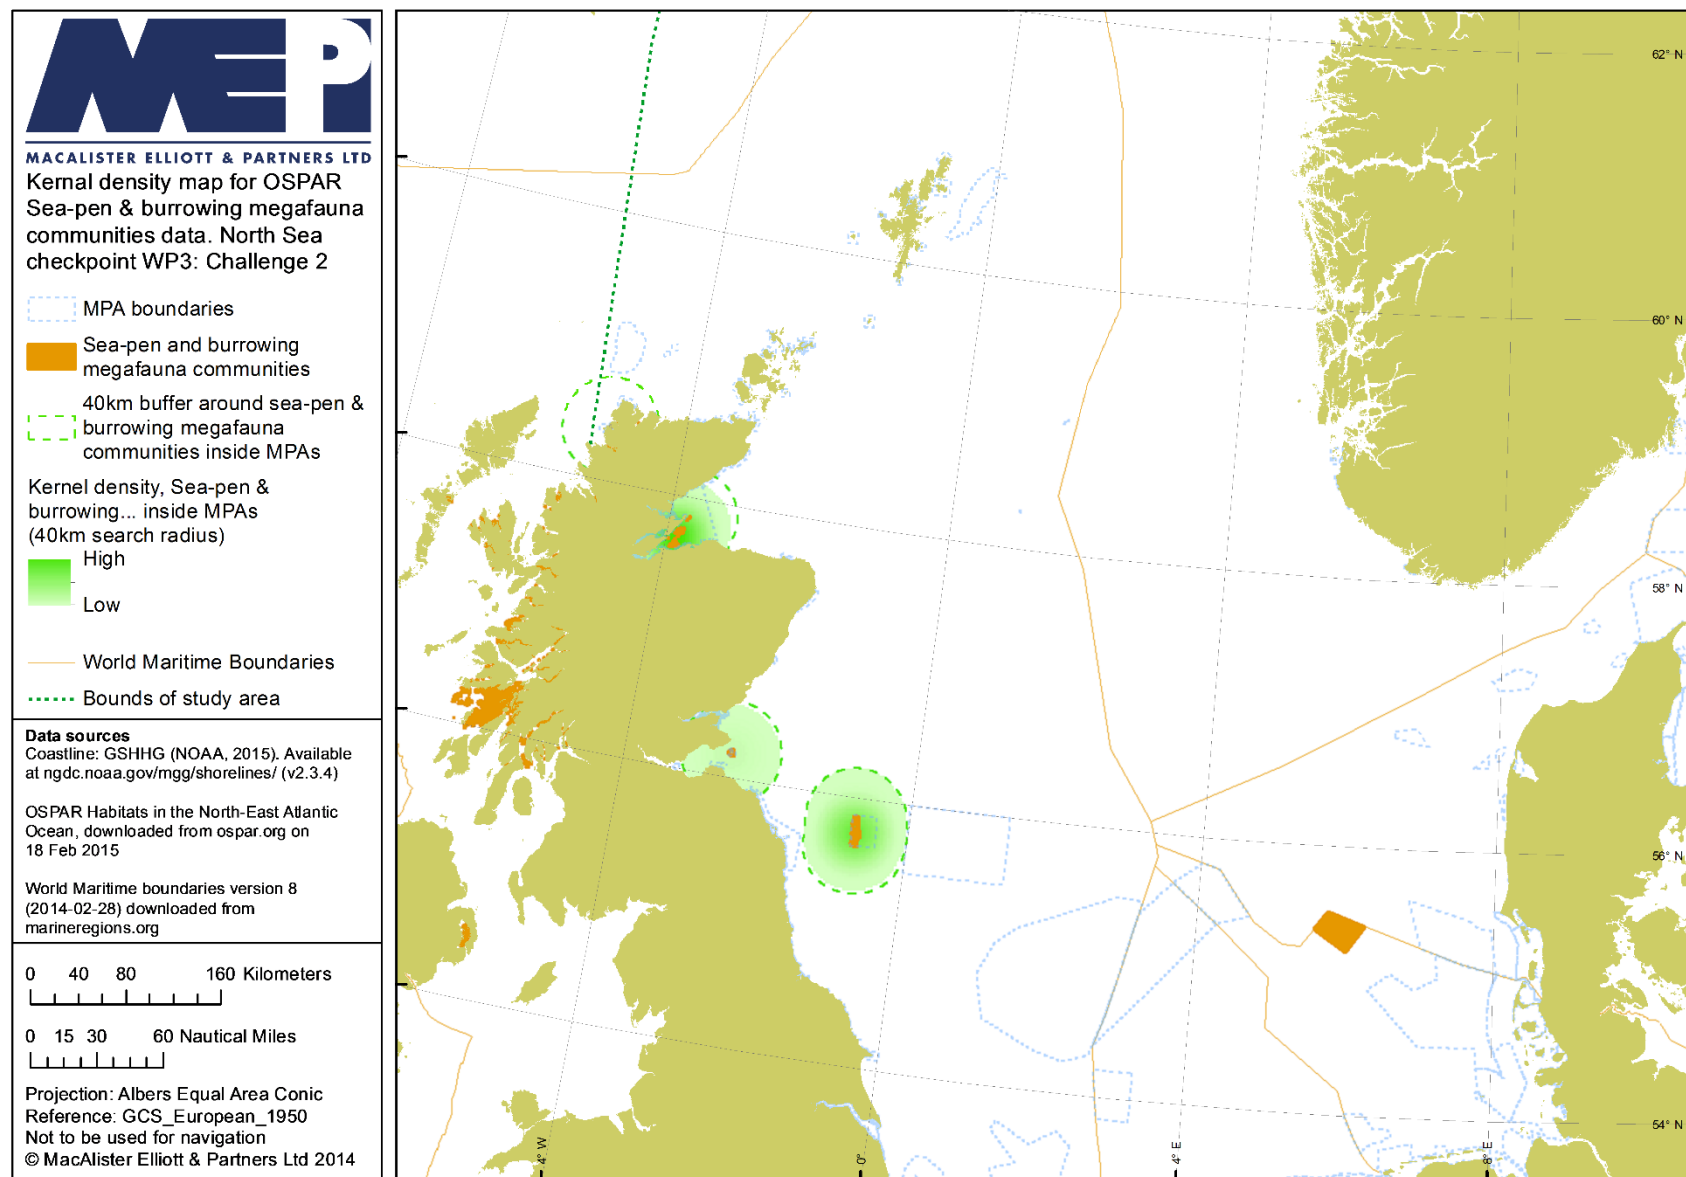 MEP
MACALISTER ELLIOTT & PARTNERS LTD
Kernal density map for OSPAR
Sea-pen & burrowing megafauna
communities data. North Sea
checkpoint WP3: Challenge 2
MPA boundaries
Sea-pen and burrowing
megafauna communities
40km buffer around sea-pen &
burrowing megafauna
communities inside MPAs
Kernel density, Sea-pen &
burrowing... inside MPAs
(40km search radius)
High
Low
World Maritime Boundaries
Bounds of study area
Data sources
Coastline: GSHHG (NOAA, 2015). Available
at ngdc.noaa.gov/mgg/shorelines/ (v2.3.4)
OSPAR Habitats in the North-East Atlantic
Ocean, downloaded from ospar.org on
18 Feb 2015
World Maritime boundaries version 8
(2014-02-28) downloaded from
marineregions.org
0 40 80 160 Kilometers
0 15 30 60 Nautical Miles
Projection: Albers Equal Area Conic
Reference: GCS_European_1950
Not to be used for navigation
© MacAlister Elliott & Partners Ltd 2014
62° N
60° N
58° N
56° N
54° N
4° W
0°
4° E
8° E